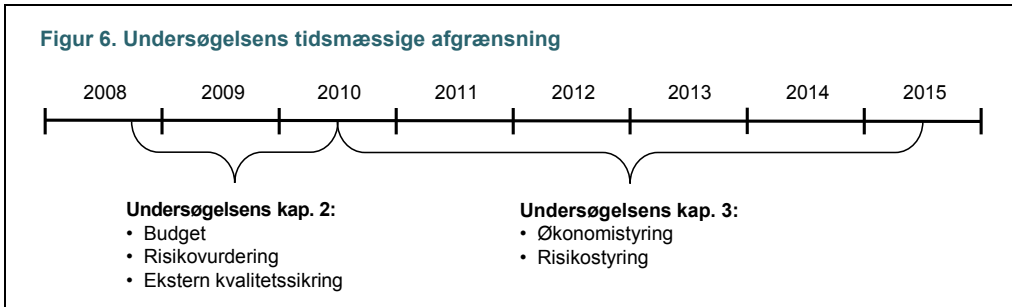 Figur 6. Undersøgelsens tidsmæssige afgrænsning
2008 2009 2010 2011 2012 2013 2014 2015
Undersøgelsens kap. 2:
• Budget
• Risikovurdering
• Ekstern kvalitetssikring
Undersøgelsens kap. 3:
• Økonomistyring
• Risikostyring